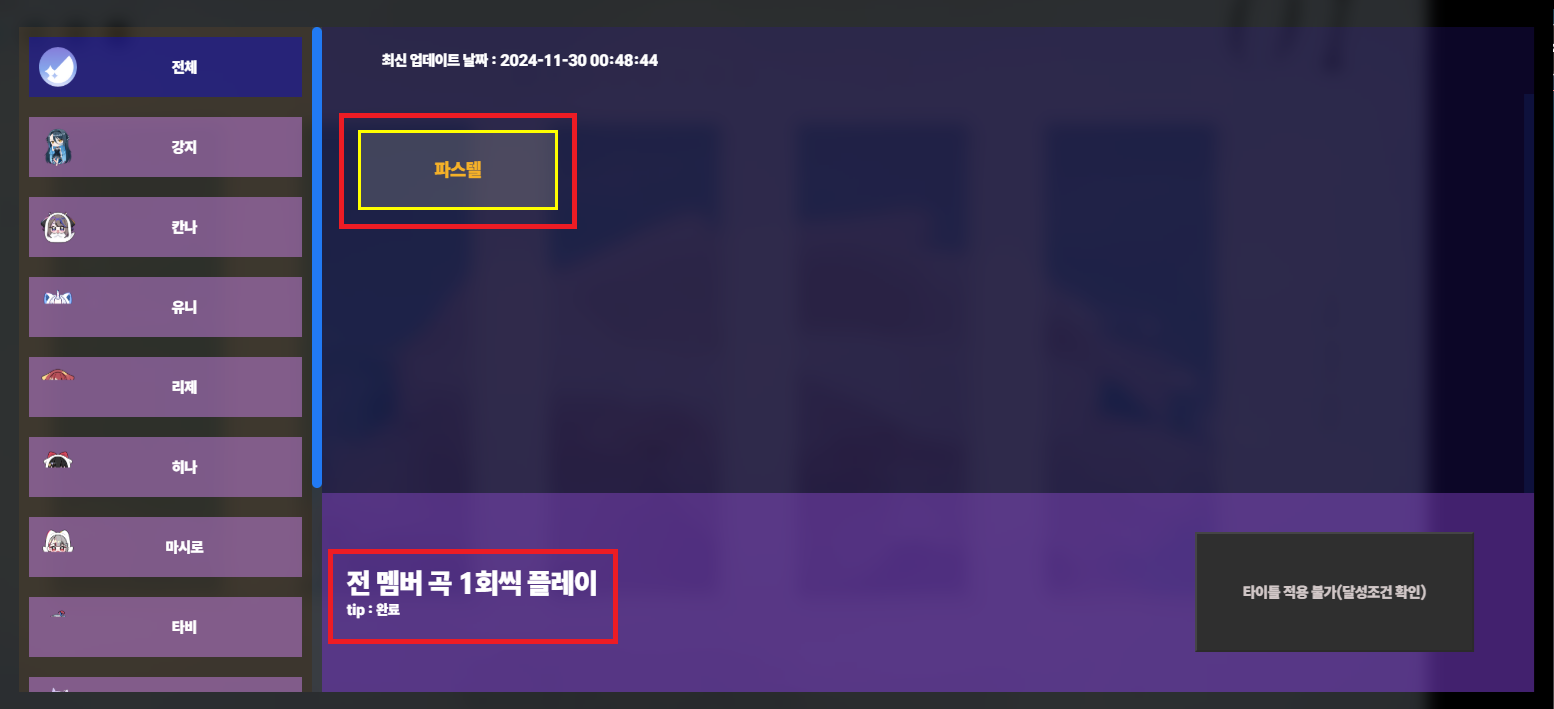 전체
강지
칸나
유니
리제
히나
마시로
타비
최신 업데이트 날짜 : 2024-11-30 00:48:44
파스텔
전 멤버 곡 1회씩 플레이
tip : 완료
타이틀 적용 불가(달성조건 확인)